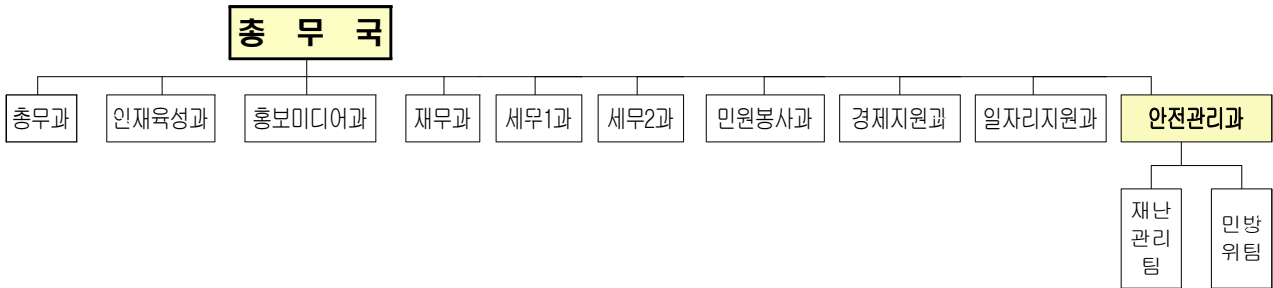 총 무 국
총무과
인재육성과
홍보미디어과
재무과
세무1과
세무2과
민원봉사과
경제지원과
일자리지원과
안전관리과
재난
관리
팀
민방
위팀